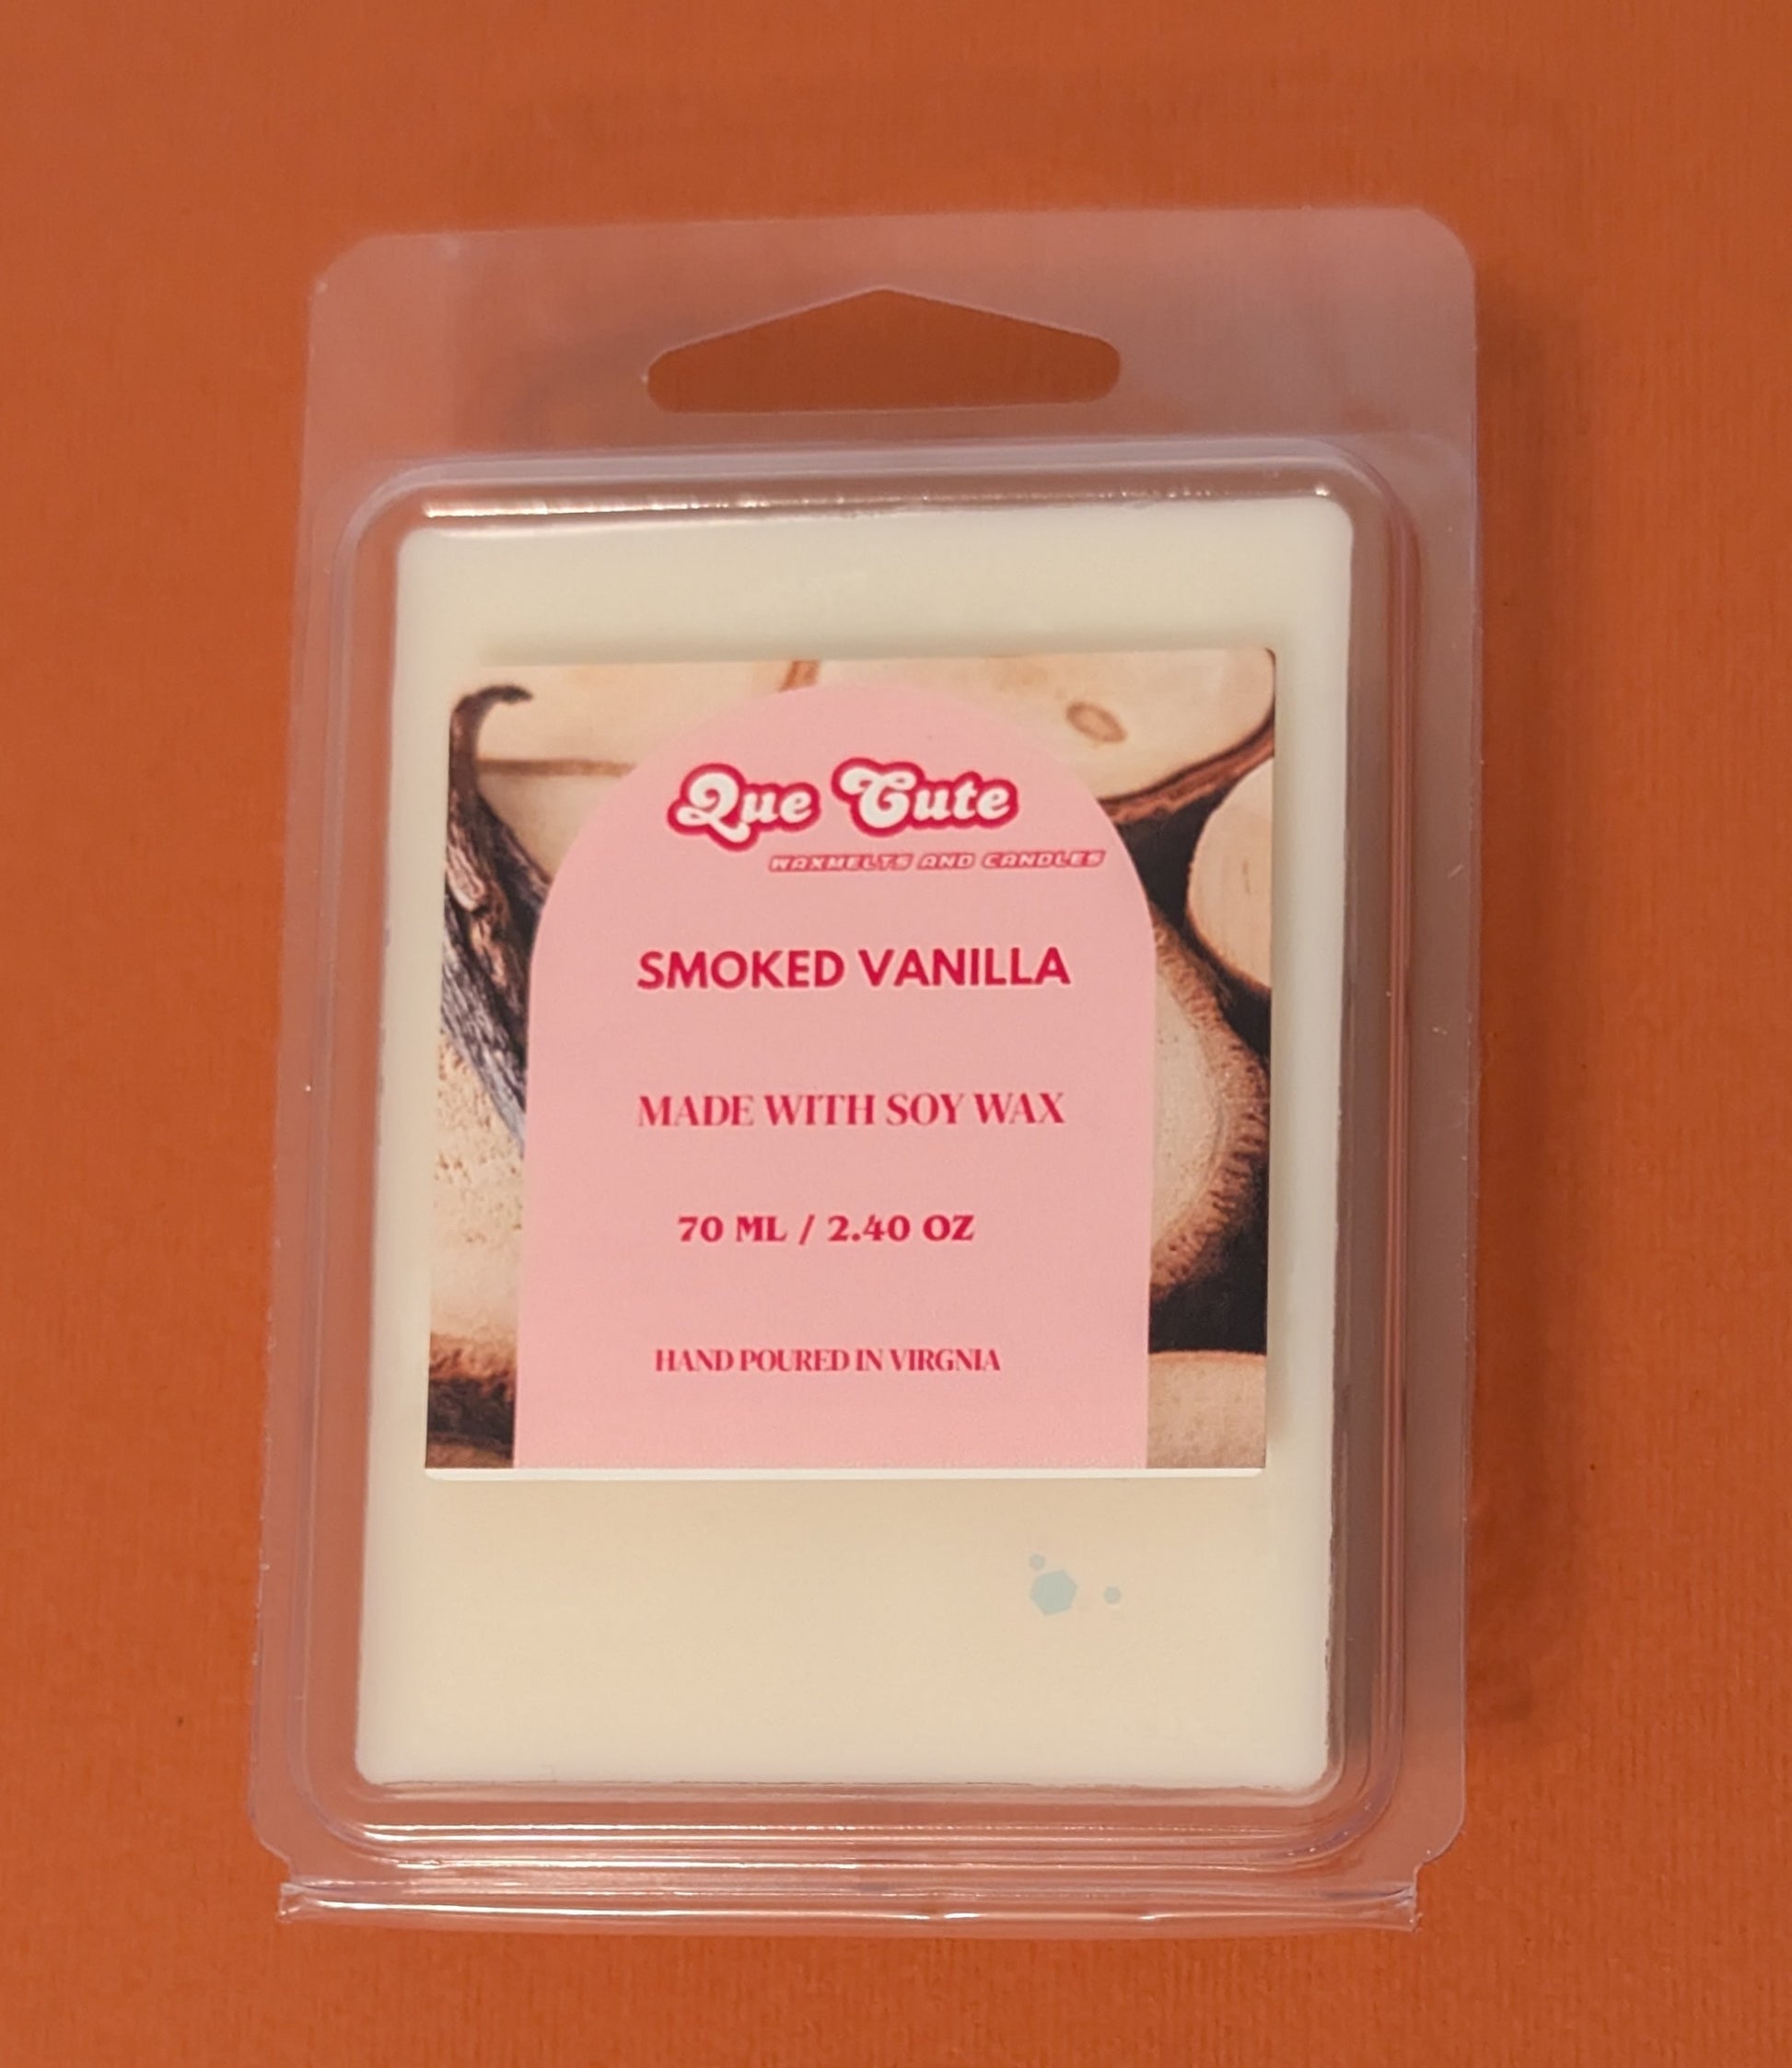 Que Cute
WAXMELTS AND CANDLES
SMOKED VANILLA
MADE WITH SOY WAX
70 ML / 2.40 OZ
HAND POURED IN VIRGNIA